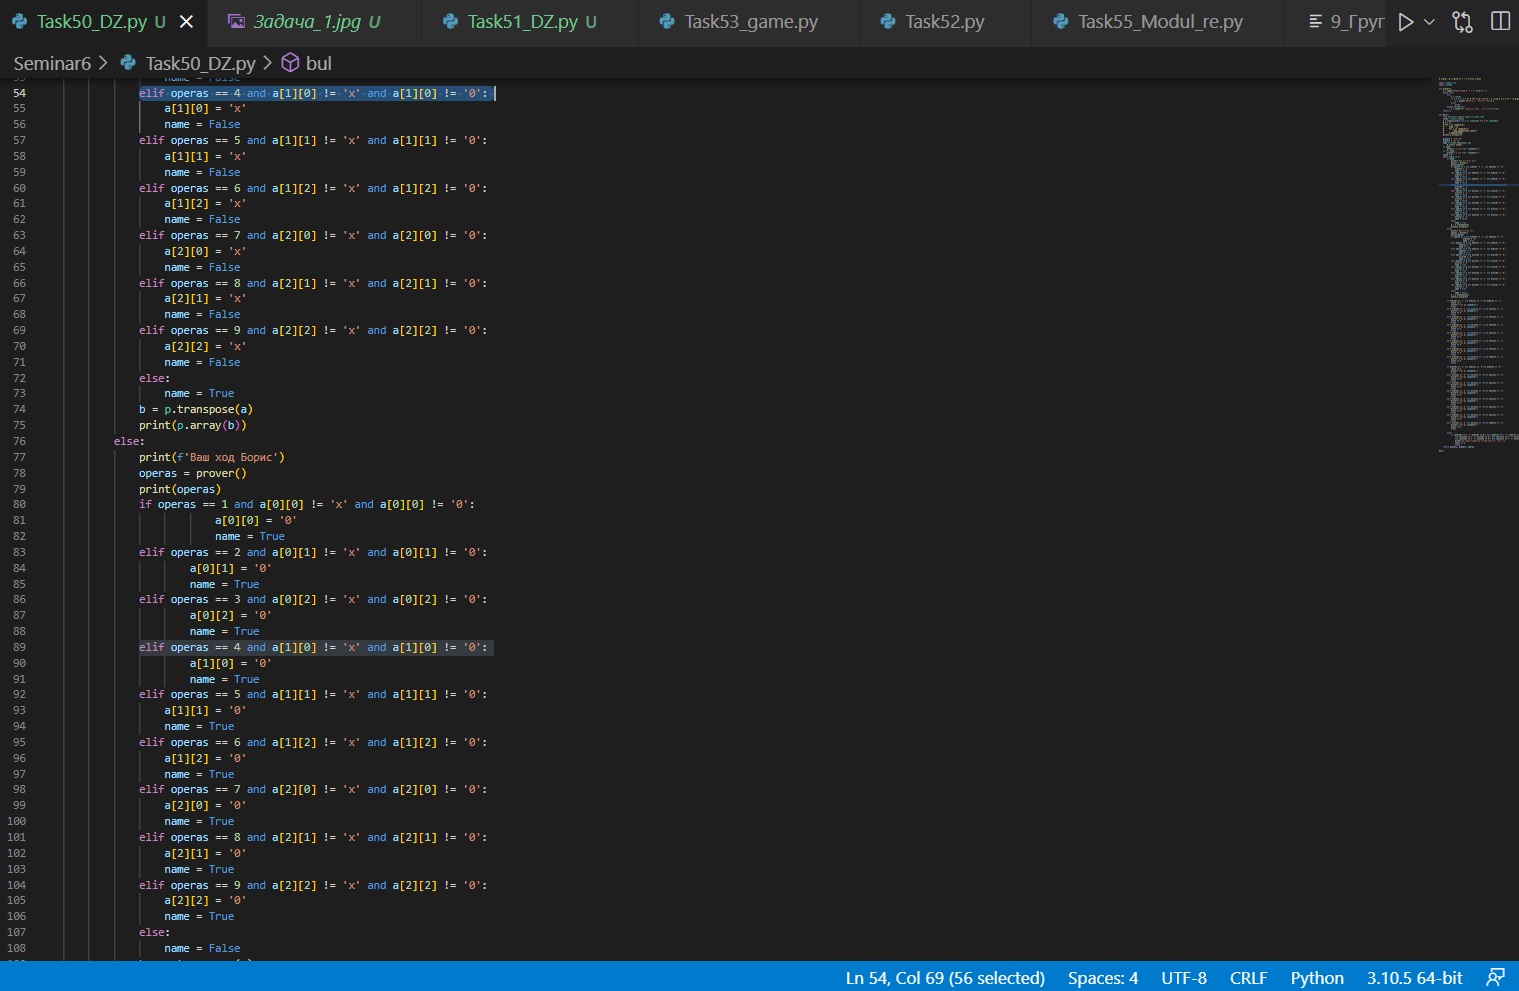 Task50_DZ.py U Задача_1.jpg U Task51_DZ.py U Task53_game.py Task52.py Task55_Modul_re.py 9_Груп
Seminar6 > Task50_DZ.py > bul
54 elif operas == 4 and a[1][0] != 'x' and a[1][0] != '0':
55 a[1][0] = 'x'
56 name = False
57 elif operas == 5 and a[1][1] != 'x' and a[1][1] != '0':
58 a[1][1] = 'x'
59 name = False
60 elif operas == 6 and a[1][2] != 'x' and a[1][2] != '0':
61 a[1][2] = 'x'
62 name = False
63 elif operas == 7 and a[2][0] != 'x' and a[2][0] != '0':
64 a[2][0] = 'x'
65 name = False
66 elif operas == 8 and a[2][1] != 'x' and a[2][1] != '0':
67 a[2][1] = 'x'
68 name = False
69 elif operas == 9 and a[2][2] != 'x' and a[2][2] != '0':
70 a[2][2] = 'x'
71 name = False
72 else:
73 name = True
74 b = p.transpose(a)
75 print(p.array(b))
76 else:
77 print(f'Ваш ход Борис')
78 operas = prover()
79 print(operas)
80 if operas == 1 and a[0][0] != 'x' and a[0][0] != '0':
81 a[0][0] = '0'
82 name = True
83 elif operas == 2 and a[0][1] != 'x' and a[0][1] != '0':
84 a[0][1] = '0'
85 name = True
86 elif operas == 3 and a[0][2] != 'x' and a[0][2] != '0':
87 a[0][2] = '0'
88 name = True
89 elif operas == 4 and a[1][0] != 'x' and a[1][0] != '0':
90 a[1][0] = '0'
91 name = True
92 elif operas == 5 and a[1][1] != 'x' and a[1][1] != '0':
93 a[1][1] = '0'
94 name = True
95 elif operas == 6 and a[1][2] != 'x' and a[1][2] != '0':
96 a[1][2] = '0'
97 name = True
98 elif operas == 7 and a[2][0] != 'x' and a[2][0] != '0':
99 a[2][0] = '0'
100 name = True
101 elif operas == 8 and a[2][1] != 'x' and a[2][1] != '0':
102 a[2][1] = '0'
103 name = True
104 elif operas == 9 and a[2][2] != 'x' and a[2][2] != '0':
105 a[2][2] = '0'
106 name = True
107 else:
108 name = False
Ln 54, Col 69 (56 selected) Spaces: 4 UTF-8 CRLF Python 3.10.5 64-bit